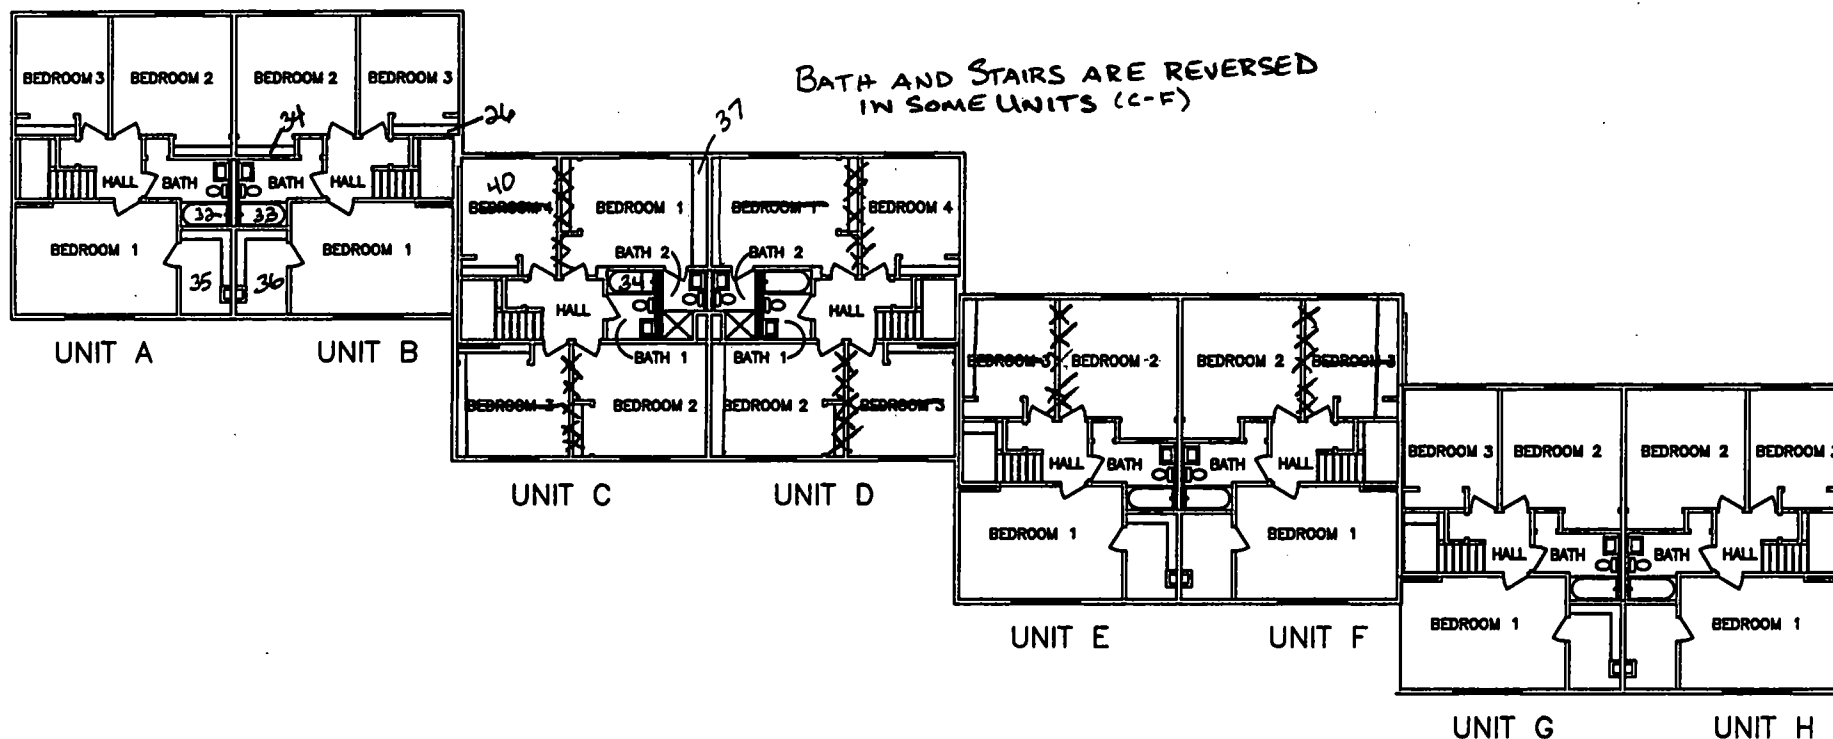 BATH AND STAIRS ARE REVERSED
IN SOME UNITS (C-F)
BEDROOM 3
BEDROOM 2
BEDROOM 2
BEDROOM 3
34
26
HALL
BATH
BATH
HALL
32
33
BEDROOM 1
BEDROOM 1
35
36
UNIT A
UNIT B
37
40
BEDROOM 4
BEDROOM 1
BEDROOM 1
BEDROOM 4
BATH 2
BATH 2
34
HALL
HALL
BATH 1
BATH 1
BEDROOM 3
BEDROOM 2
BEDROOM 2
BEDROOM 3
UNIT C
UNIT D
BEDROOM 3
BEDROOM 2
BEDROOM 2
BEDROOM 3
HALL
BATH
BATH
HALL
BEDROOM 1
BEDROOM 1
UNIT E
UNIT F
BEDROOM 3
BEDROOM 2
BEDROOM 2
BEDROOM
HALL
BATH
BATH
HALL
BEDROOM 1
BEDROOM 1
UNIT G
UNIT H